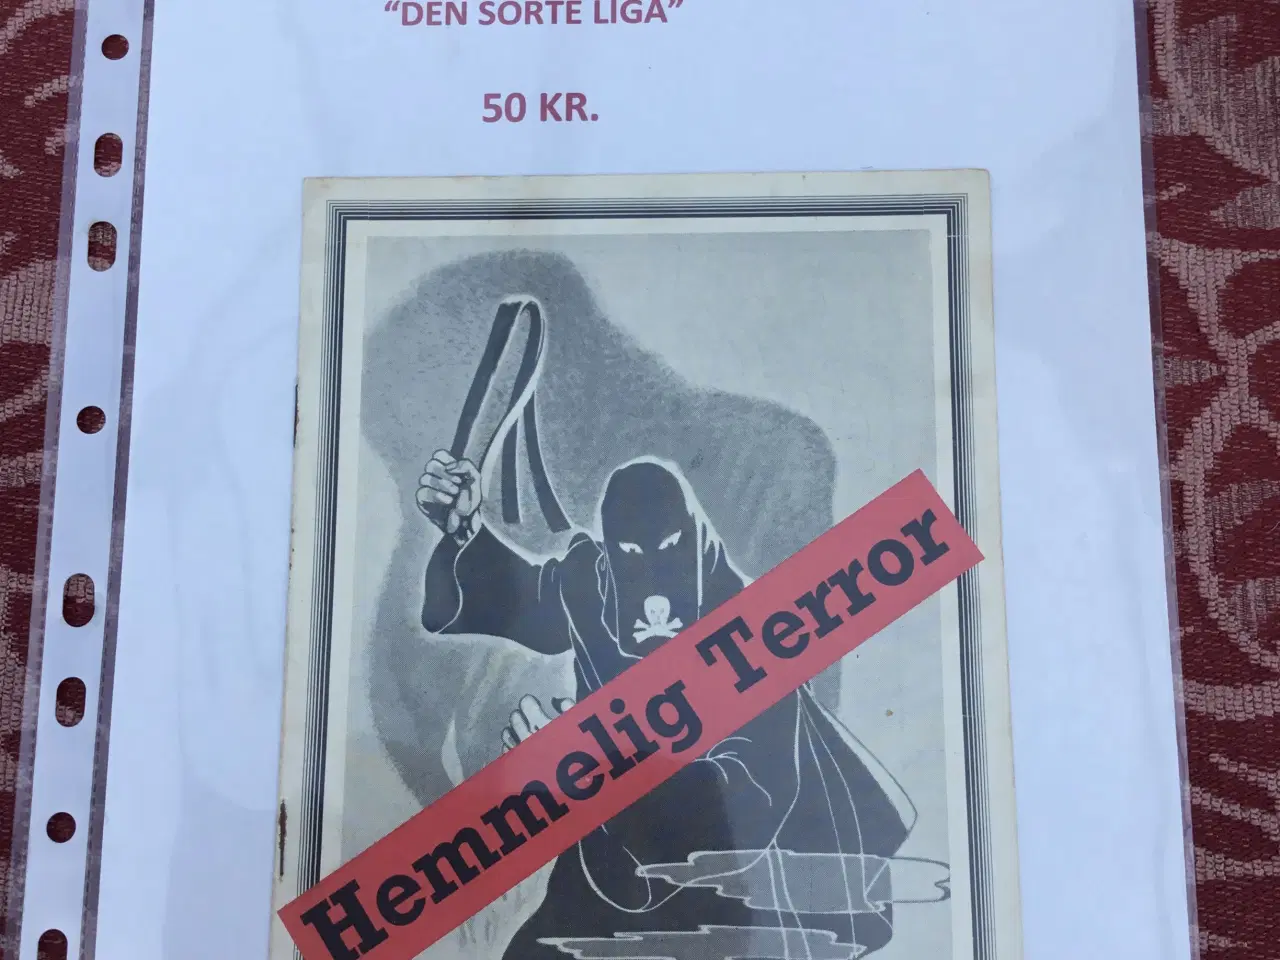 “DEN SORTE LIGA”
50 KR.
Hemmelig Terror